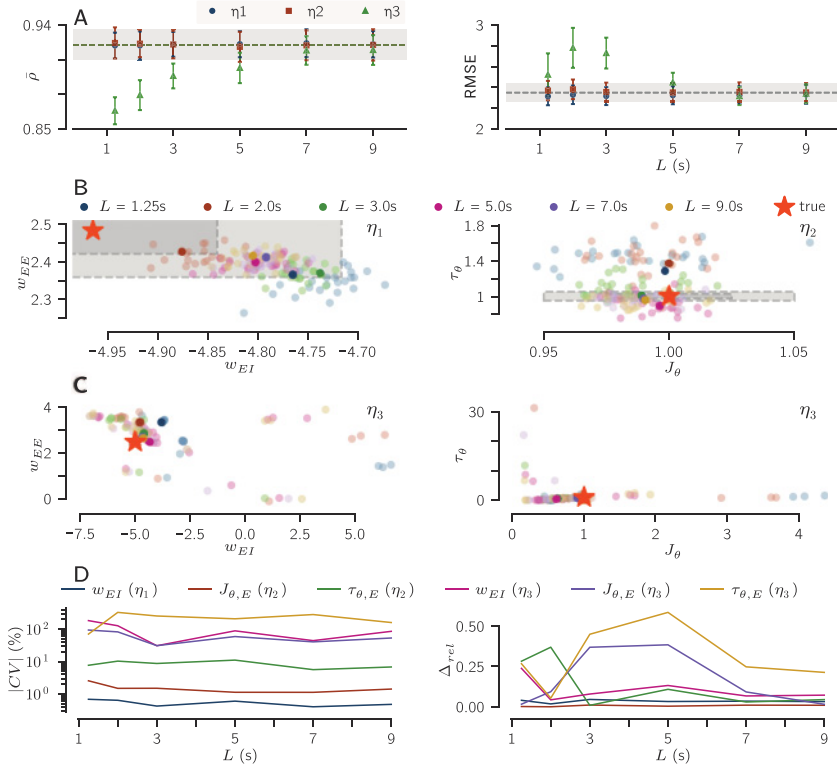 A
η1 η2 η3
0.94
ρ̄
0.85
1 3 5 7 9
3
RMSE
2
1 3 5 7 9
L (s)
B
L = 1.25s L = 2.0s L = 3.0s L = 5.0s L = 7.0s L = 9.0s true
2.5
2.4
2.3
w_EE
η₁
−4.95 −4.90 −4.85 −4.80 −4.75 −4.70
w_EI
1.8
1.4
1
τ_θ
η₂
0.95 1.00 1.05
J_θ
C
4
2
0
w_EE
η₃
−7.5 −5.0 −2.5 0.0 2.5 5.0
w_EI
30
0
τ_θ
η₃
0 1 2 3 4
J_θ
D
w_EI (η₁) J_θ,E (η₂) τ_θ,E (η₂) w_EI (η₃) J_θ,E (η₃) τ_θ,E (η₃)
10²
10¹
10⁰
|CV| (%)
1 3 5 7 9
L (s)
0.50
0.25
0.00
Δ_rel
1 3 5 7 9
L (s)